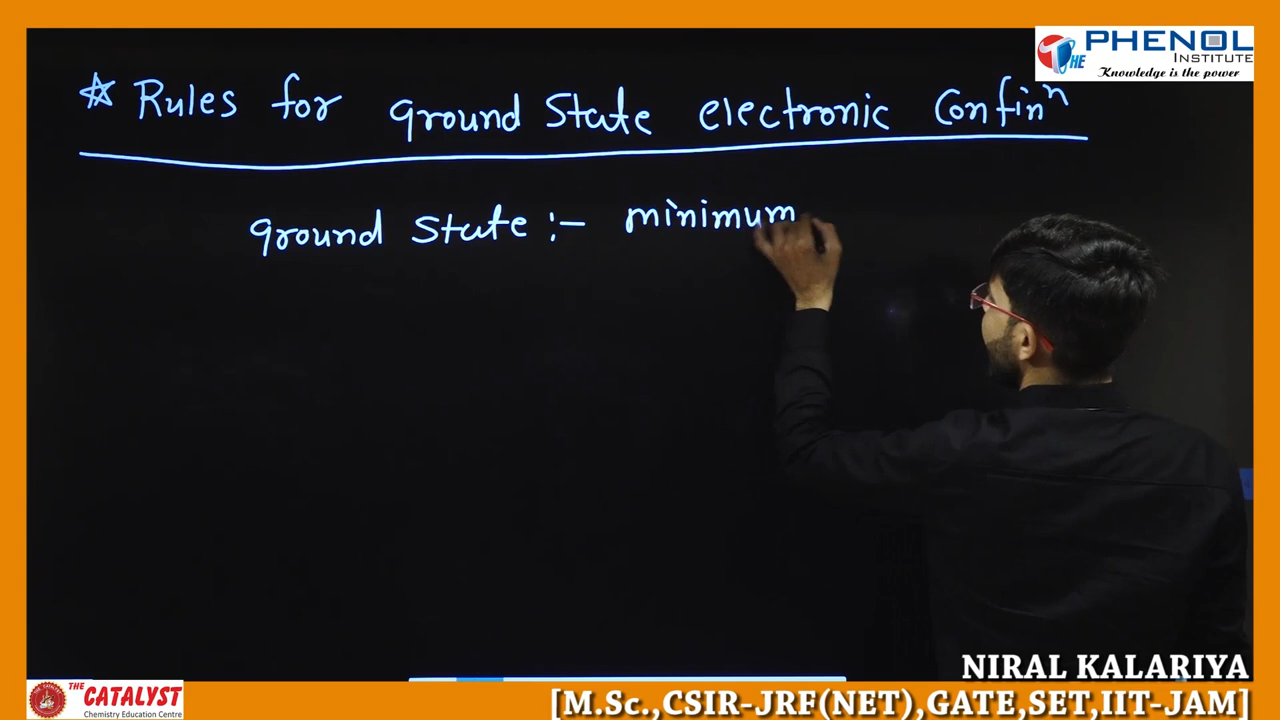 THE PHENOL
INSTITUTE
Knowledge is the power
* Rules for ground State electronic Confinⁿ
ground State :- minimum
THE CATALYST
Chemistry Education Centre
NIRAL KALARIYA
[M.Sc.,CSIR-JRF(NET),GATE,SET,IIT-JAM]